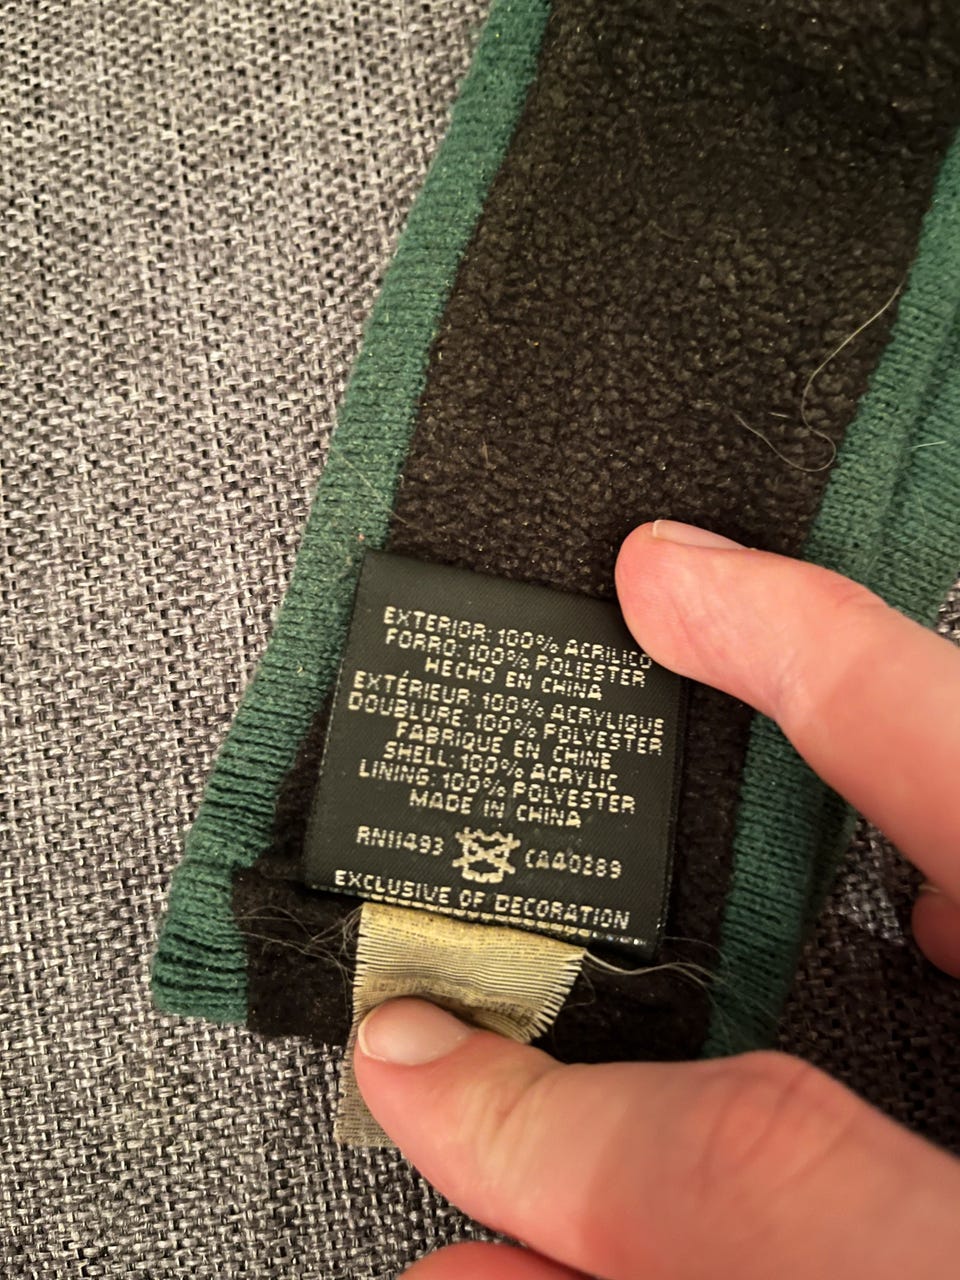 EXTERIOR: 100% ACRILICO
FORRO: 100% POLIESTER
HECHO EN CHINA
EXTÉRIEUR: 100% ACRYLIQUE
DOUBLURE: 100% POLYESTER
FABRIQUE EN CHINE
SHELL: 100% ACRYLIC
LINING: 100% POLYESTER
MADE IN CHINA
RN11493 CA40289
EXCLUSIVE OF DECORATION